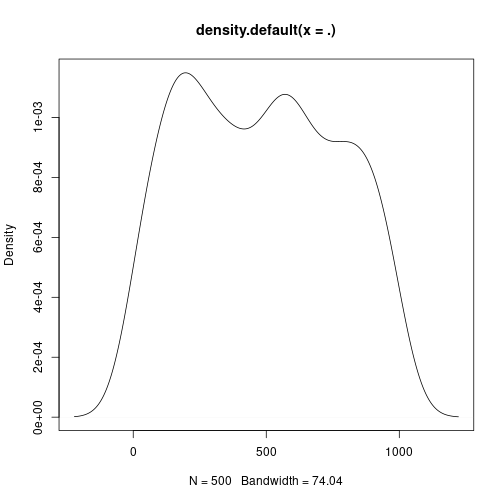 density.default(x = .)
Density
1e-03
8e-04
6e-04
4e-04
2e-04
0e+00
0 500 1000
N = 500 Bandwidth = 74.04